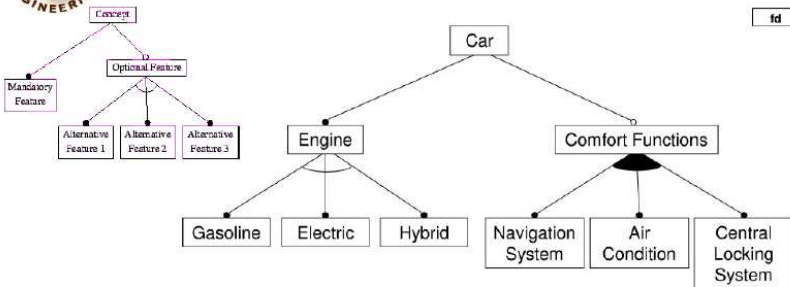 GINEERI
Concept
Optional Feature
Mandatory
Feature
Alternative
Feature 1
Alternative
Feature 2
Alternative
Feature 3
fd
Car
Engine
Comfort Functions
Gasoline
Electric
Hybrid
Navigation
System
Air
Condition
Central
Locking
System